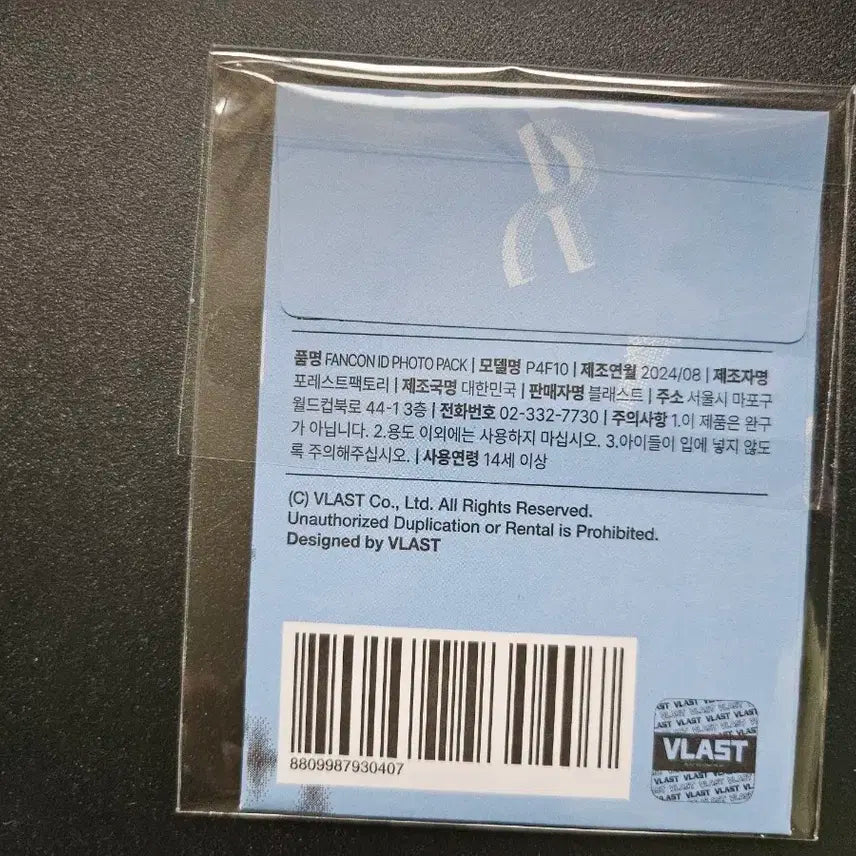 품명 FANCON ID PHOTO PACK | 모델명 P4F10 | 제조연월 2024/08 | 제조자명
포레스트팩토리 | 제조국명 대한민국 | 판매자명 블래스트 | 주소 서울시 마포구
월드컵북로 44-1 3층 | 전화번호 02-332-7730 | 주의사항 1.이 제품은 완구
가 아닙니다. 2.용도 이외에는 사용하지 마십시오. 3.아이들이 입에 넣지 않도
록 주의해주십시오. | 사용연령 14세 이상
(C) VLAST Co., Ltd. All Rights Reserved.
Unauthorized Duplication or Rental is Prohibited.
Designed by VLAST
8809987930407
VLAST